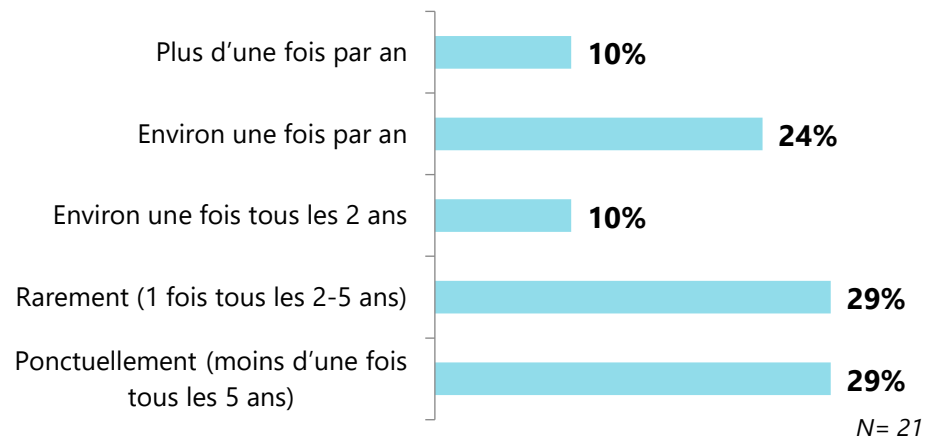 Plus d’une fois par an
10%
Environ une fois par an
24%
Environ une fois tous les 2 ans
10%
Rarement (1 fois tous les 2-5 ans)
29%
Ponctuellement (moins d’une fois
tous les 5 ans)
29%
N= 21